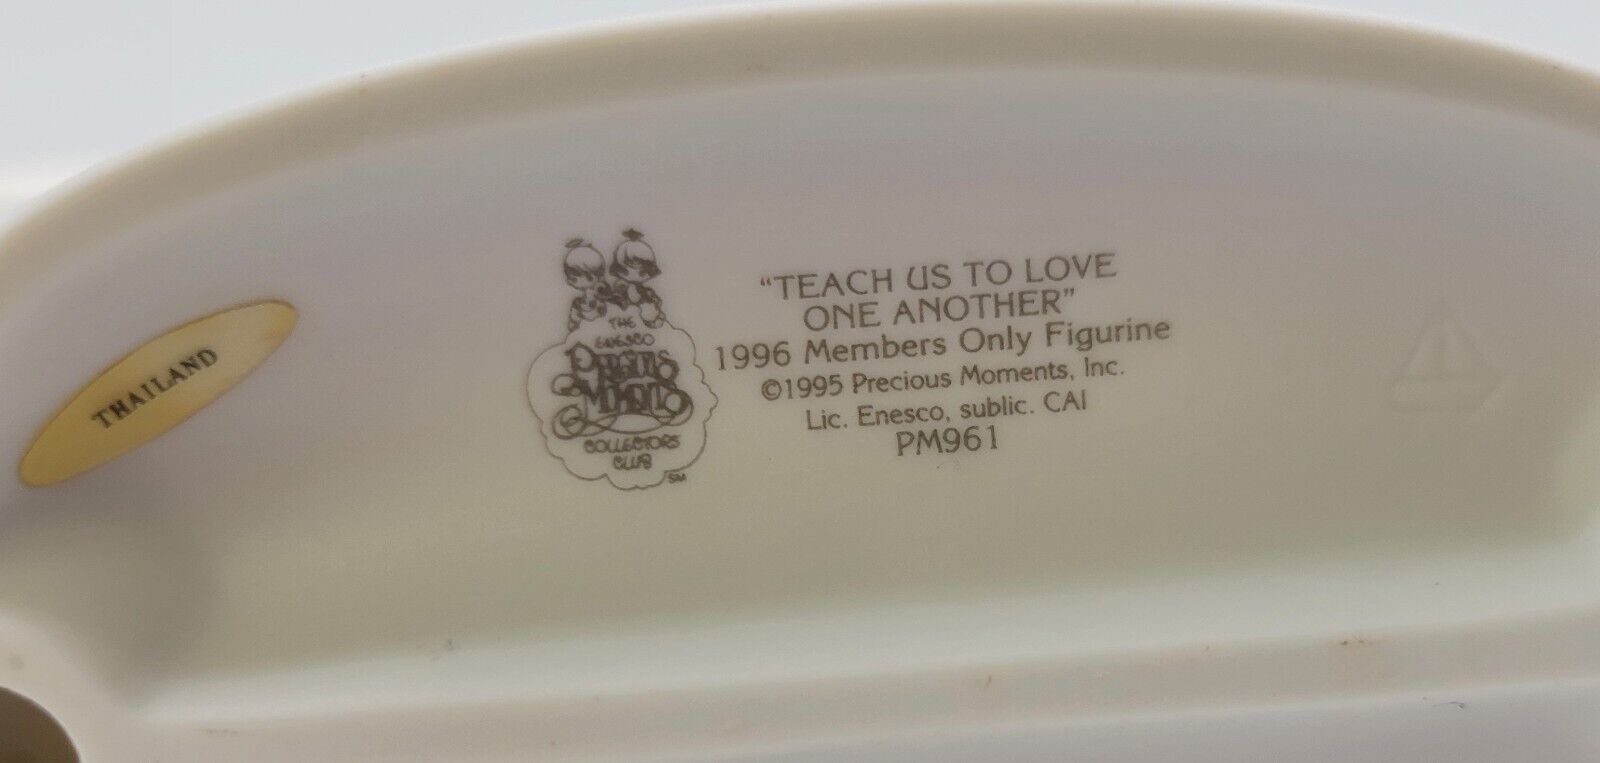 THAILAND
THE
ENESCO
Precious
Moments
COLLECTORS
CLUB
SM
“TEACH US TO LOVE
ONE ANOTHER”
1996 Members Only Figurine
©1995 Precious Moments, Inc.
Lic. Enesco, sublic. CAI
PM961